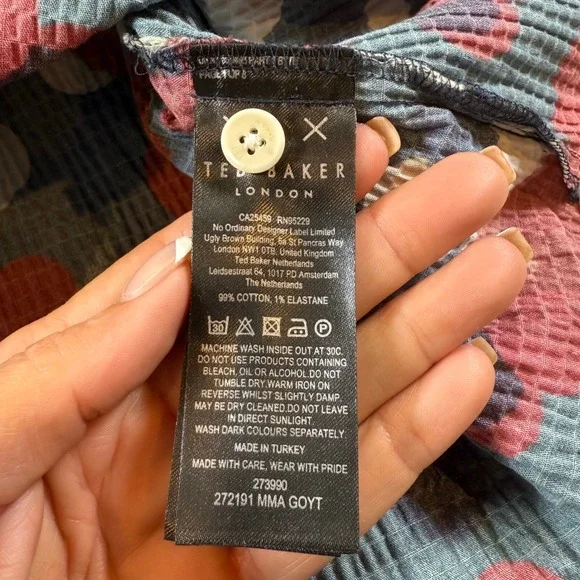 PAGE TOP 8
TED BAKER
LONDON
CA25459 RN95229
No Ordinary Designer Label Limited
Ugly Brown Building, 6a St Pancras Way
London NW1 0TB, United Kingdom
Ted Baker Netherlands
Leidsestraat 64, 1017 PD Amsterdam
The Netherlands
99% COTTON, 1% ELASTANE
30 P
MACHINE WASH INSIDE OUT AT 30C.
DO NOT USE PRODUCTS CONTAINING
BLEACH, OIL OR ALCOHOL.DO NOT
TUMBLE DRY.WARM IRON ON
REVERSE WHILST SLIGHTLY DAMP.
MAY BE DRY CLEANED.DO NOT LEAVE
IN DIRECT SUNLIGHT.
WASH DARK COLOURS SEPARATELY.
MADE IN TURKEY
MADE WITH CARE, WEAR WITH PRIDE
273990
272191 MMA GOYT